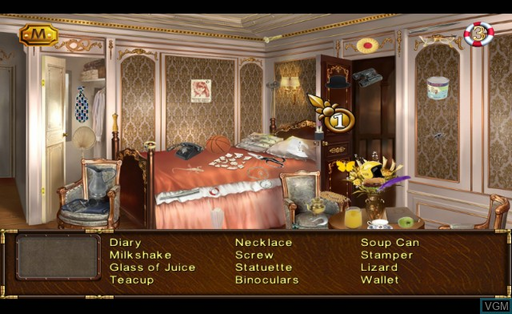 M
3
1
Diary Necklace Soup Can
Milkshake Screw Stamper
Glass of Juice Statuette Lizard
Teacup Binoculars Wallet
VGM